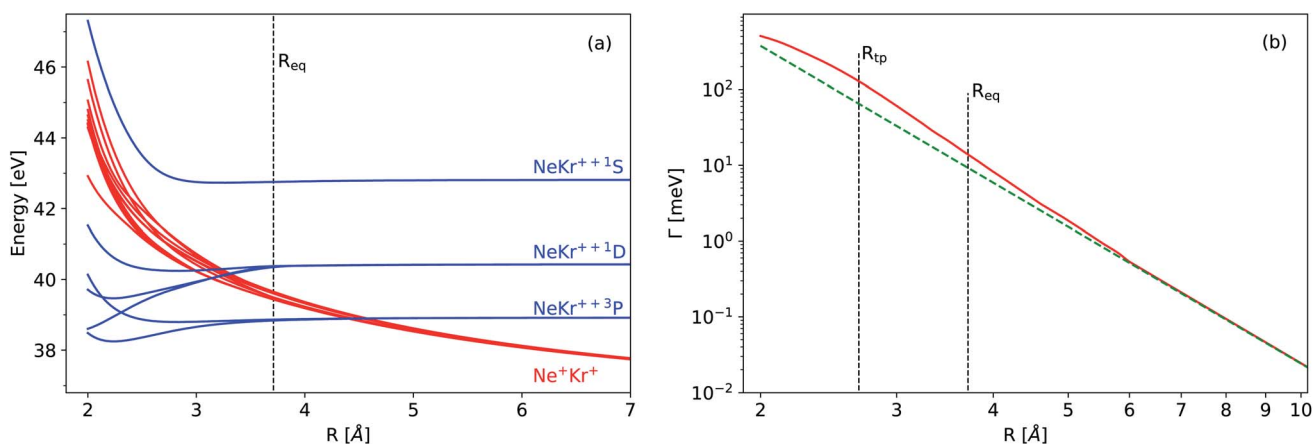 (a)
R_eq
46
44
42
40
38
Energy [eV]
NeKr⁺⁺¹S
NeKr⁺⁺¹D
NeKr⁺⁺³P
Ne⁺Kr⁺
2 3 4 5 6 7
R [Å]
(b)
R_tp
R_eq
10²
10¹
10⁰
10⁻¹
10⁻²
Γ [meV]
2 3 4 5 6 7 8 9 10
R [Å]